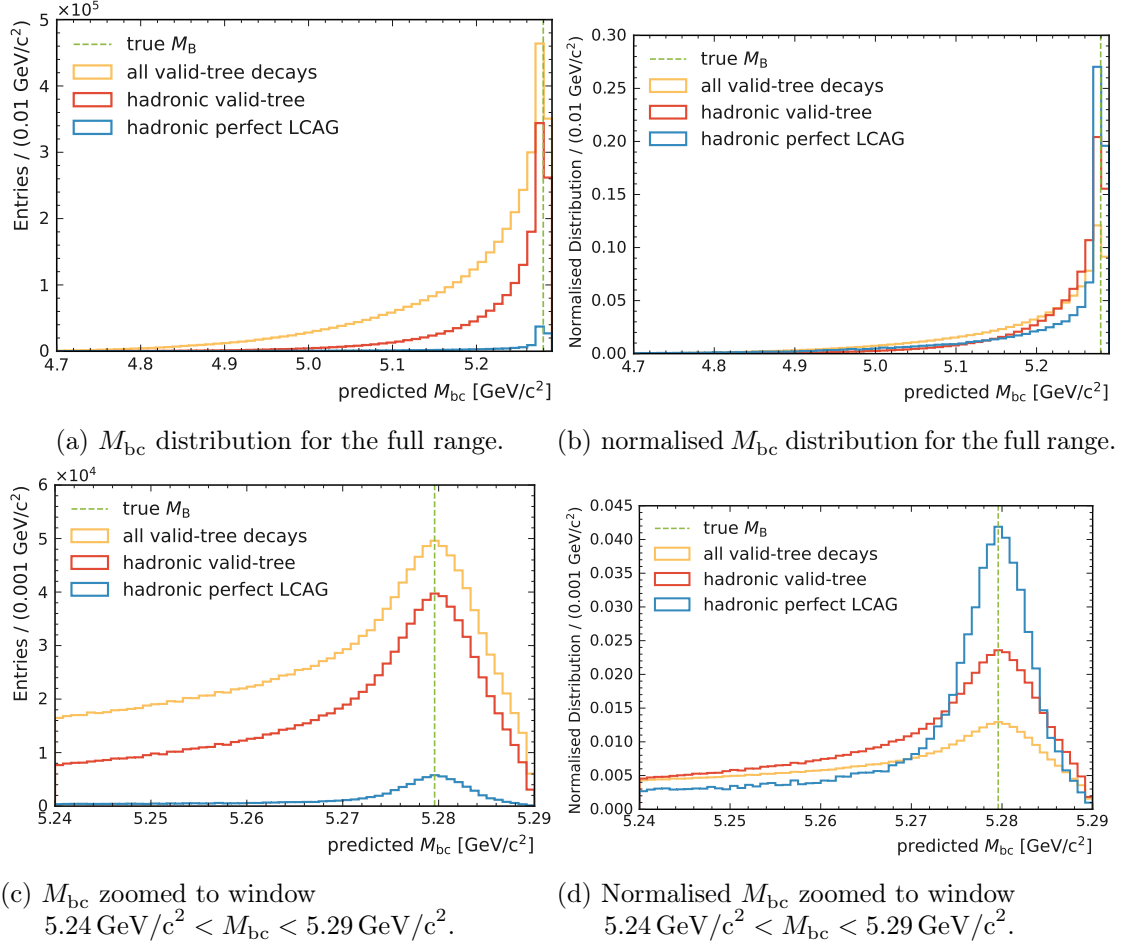 ×10⁵
Entries / (0.01 GeV/c²)
5
4
3
2
1
0
true M_B
all valid-tree decays
hadronic valid-tree
hadronic perfect LCAG
4.7 4.8 4.9 5.0 5.1 5.2
predicted M_bc [GeV/c²]
Normalised Distribution / (0.01 GeV/c²)
0.30
0.25
0.20
0.15
0.10
0.05
0.00
true M_B
all valid-tree decays
hadronic valid-tree
hadronic perfect LCAG
4.7 4.8 4.9 5.0 5.1 5.2
predicted M_bc [GeV/c²]
(a) M_bc distribution for the full range.
(b) normalised M_bc distribution for the full range.
×10⁴
Entries / (0.001 GeV/c²)
6
5
4
3
2
1
0
true M_B
all valid-tree decays
hadronic valid-tree
hadronic perfect LCAG
5.24 5.25 5.26 5.27 5.28 5.29
predicted M_bc [GeV/c²]
Normalised Distribution / (0.001 GeV/c²)
0.045
0.040
0.035
0.030
0.025
0.020
0.015
0.010
0.005
0.000
true M_B
all valid-tree decays
hadronic valid-tree
hadronic perfect LCAG
5.24 5.25 5.26 5.27 5.28 5.29
predicted M_bc [GeV/c²]
(c) M_bc zoomed to window
5.24 GeV/c² < M_bc < 5.29 GeV/c².
(d) Normalised M_bc zoomed to window
5.24 GeV/c² < M_bc < 5.29 GeV/c².